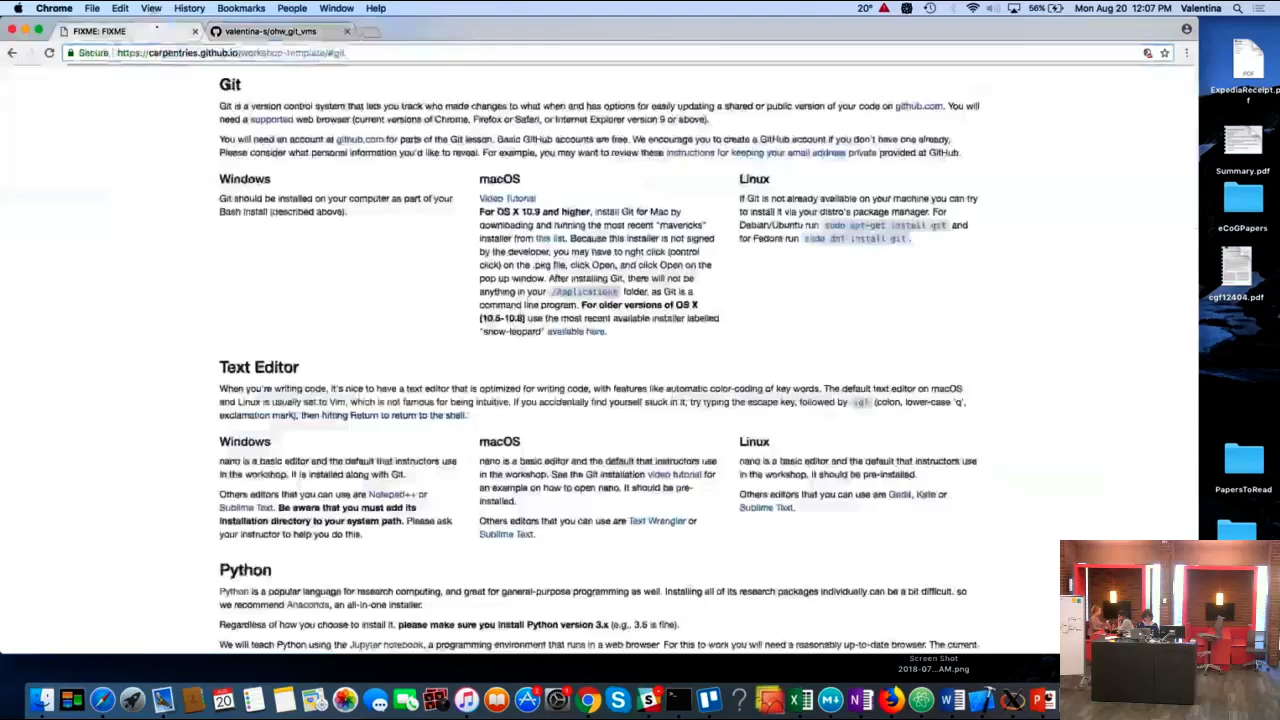 Chrome File Edit View History Bookmarks People Window Help 20° 56% Mon Aug 20 12:07 PM Valentina
FIXME: FIXME
valentina-s/ohw_git_vms
Secure https://carpentries.github.io/workshop-template/#git
Git
Git is a version control system that lets you track who made changes to what when and has options for easily updating a shared or public version of your code on github.com. You will
need a supported web browser (current versions of Chrome, Firefox or Safari, or Internet Explorer version 9 or above).
You will need an account at github.com for parts of the Git lesson. Basic GitHub accounts are free. We encourage you to create a GitHub account if you don't have one already.
Please consider what personal information you'd like to reveal. For example, you may want to review these instructions for keeping your email address private provided at GitHub.
Windows
Git should be installed on your computer as part of your
Bash install (described above).
macOS
Video Tutorial
For OS X 10.9 and higher, install Git for Mac by
downloading and running the most recent "mavericks"
installer from this list. Because this installer is not signed
by the developer, you may have to right click (control
click) on the .pkg file, click Open, and click Open on the
pop up window. After installing Git, there will not be
anything in your /Applications folder, as Git is a
command line program. For older versions of OS X
(10.5-10.8) use the most recent available installer labelled
"snow-leopard" available here.
Linux
If Git is not already available on your machine you can try
to install it via your distro's package manager. For
Debian/Ubuntu run sudo apt-get install git and
for Fedora run sudo dnf install git.
Text Editor
When you're writing code, it's nice to have a text editor that is optimized for writing code, with features like automatic color-coding of key words. The default text editor on macOS
and Linux is usually set to Vim, which is not famous for being intuitive. If you accidentally find yourself stuck in it, try typing the escape key, followed by :q! (colon, lower-case 'q',
exclamation mark), then hitting Return to return to the shell.
Windows
nano is a basic editor and the default that instructors use
in the workshop. It is installed along with Git.
Others editors that you can use are Notepad++ or
Sublime Text. Be aware that you must add its
installation directory to your system path. Please ask
your instructor to help you do this.
macOS
nano is a basic editor and the default that instructors use
in the workshop. See the Git installation video tutorial for
an example on how to open nano. It should be pre-
installed.
Others editors that you can use are Text Wrangler or
Sublime Text.
Linux
nano is a basic editor and the default that instructors use
in the workshop. It should be pre-installed.
Others editors that you can use are Gedit, Kate or
Sublime Text.
Python
Python is a popular language for research computing, and great for general-purpose programming as well. Installing all of its research packages individually can be a bit difficult, so
we recommend Anaconda, an all-in-one installer.
Regardless of how you choose to install it, please make sure you install Python version 3.x (e.g., 3.6 is fine).
We will teach Python using the Jupyter notebook, a programming environment that runs in a web browser. For this to work you will need a reasonably up-to-date browser. The current
PDF
ExpediaReceipt.pd
f
Summary.pdf
eCoGPapers
cgf12404.pdf
PapersToRead
Screen Shot
2018-07...AM.png